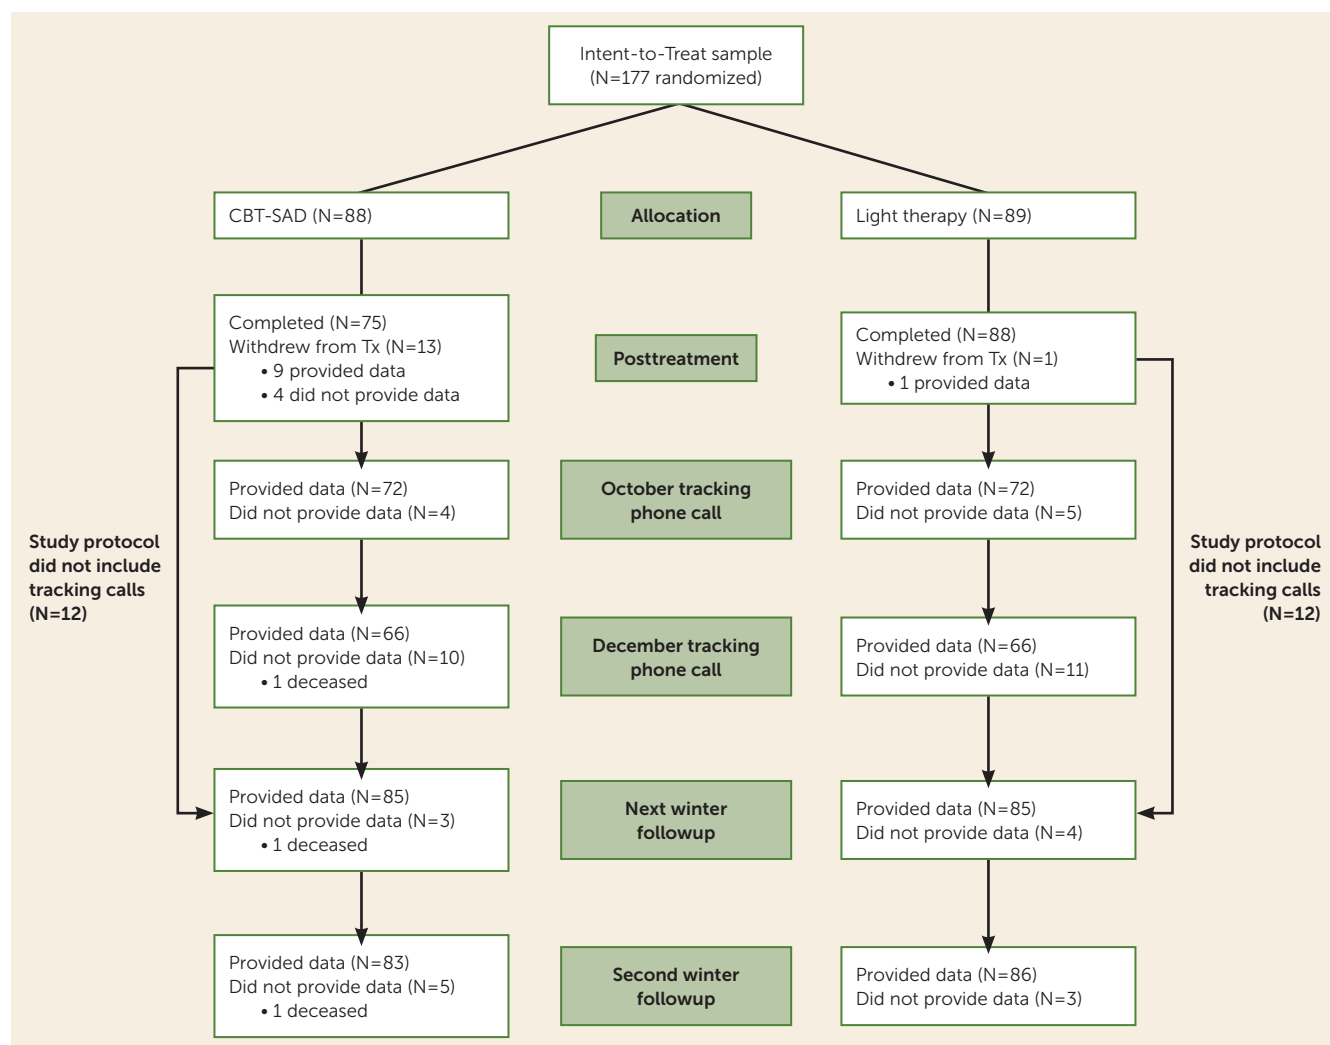 Intent-to-Treat sample
(N=177 randomized)
CBT-SAD (N=88)
Allocation
Light therapy (N=89)
Completed (N=75)
Withdrew from Tx (N=13)
• 9 provided data
• 4 did not provide data
Posttreatment
Completed (N=88)
Withdrew from Tx (N=1)
• 1 provided data
Provided data (N=72)
Did not provide data (N=4)
October tracking
phone call
Provided data (N=72)
Did not provide data (N=5)
Study protocol
did not include
tracking calls
(N=12)
Study protocol
did not include
tracking calls
(N=12)
Provided data (N=66)
Did not provide data (N=10)
• 1 deceased
December tracking
phone call
Provided data (N=66)
Did not provide data (N=11)
Provided data (N=85)
Did not provide data (N=3)
• 1 deceased
Next winter
followup
Provided data (N=85)
Did not provide data (N=4)
Provided data (N=83)
Did not provide data (N=5)
• 1 deceased
Second winter
followup
Provided data (N=86)
Did not provide data (N=3)